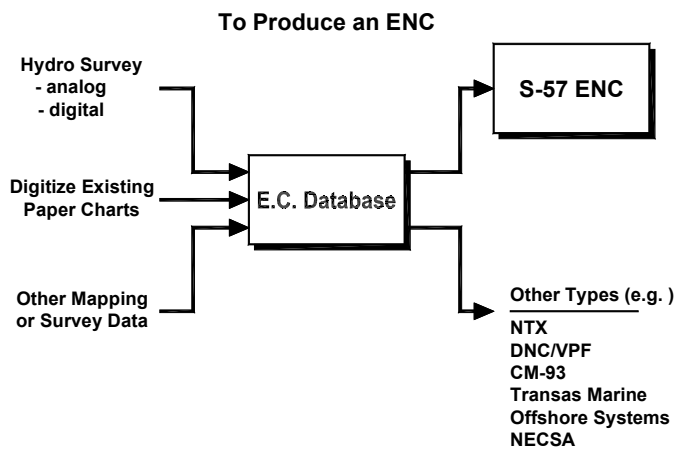 To Produce an ENC
Hydro Survey
- analog
- digital
S-57 ENC
Digitize Existing
Paper Charts
E.C. Database
Other Mapping
or Survey Data
Other Types (e.g. )
NTX
DNC/VPF
CM-93
Transas Marine
Offshore Systems
NECSA